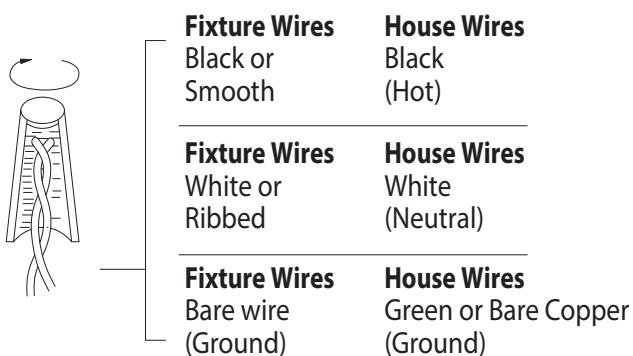 Fixture Wires House Wires
Black or Black
Smooth (Hot)
Fixture Wires House Wires
White or White
Ribbed (Neutral)
Fixture Wires House Wires
Bare wire Green or Bare Copper
(Ground) (Ground)